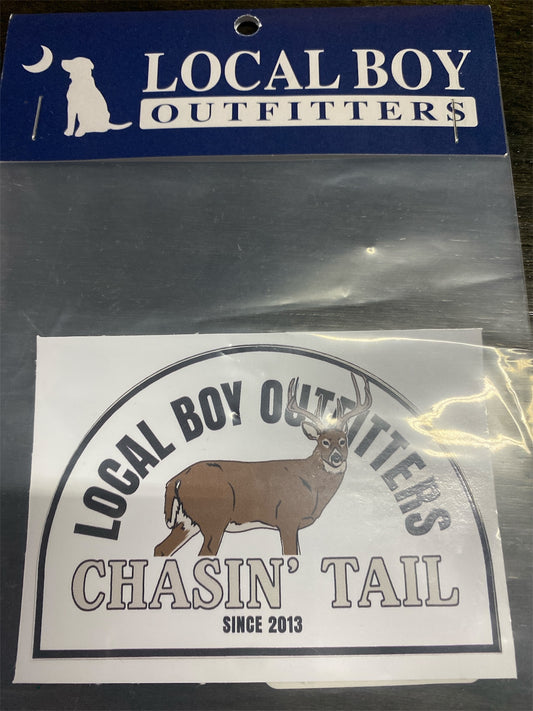 LOCAL BOY
OUTFITTERS
LOCAL BOY OUTFITTERS
CHASIN' TAIL
SINCE 2013